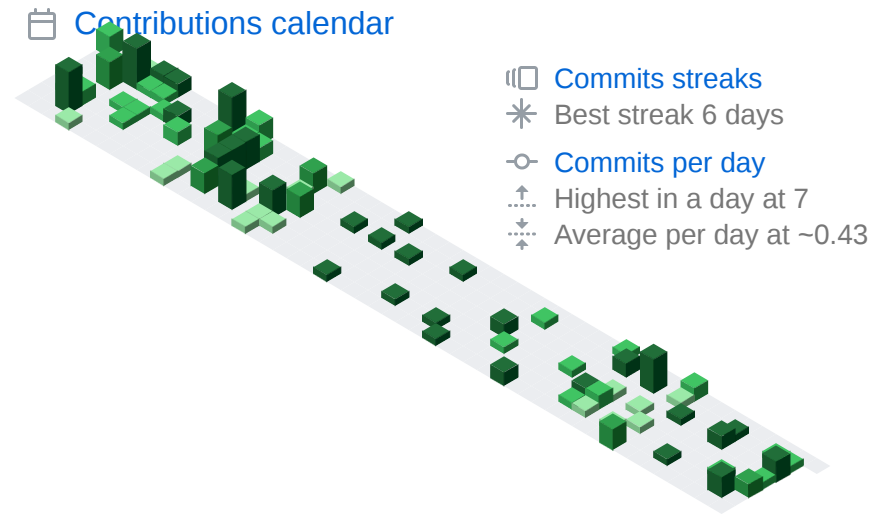 Contributions calendar
Commits streaks
Best streak 6 days
Commits per day
Highest in a day at 7
Average per day at ~0.43